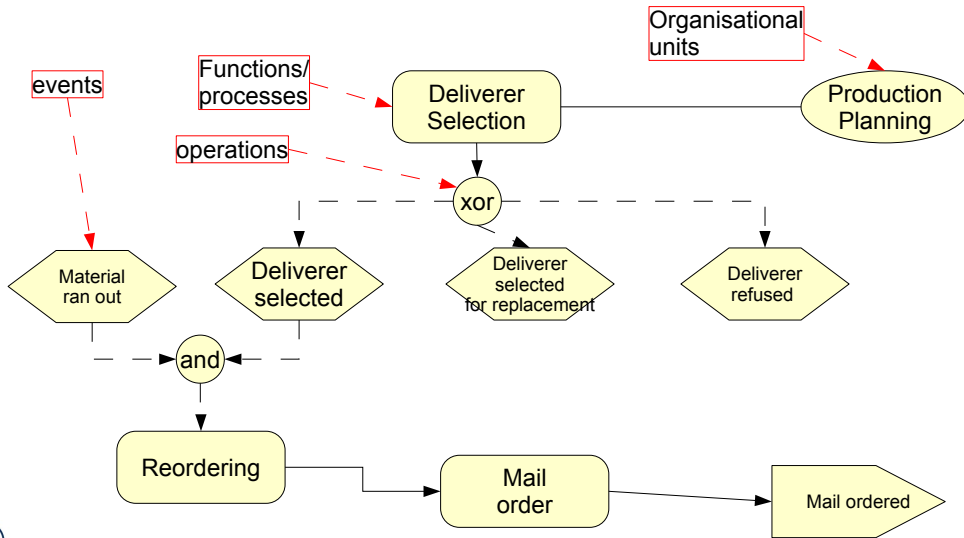 Organisational
units
events
Functions/
processes
Deliverer
Selection
Production
Planning
operations
xor
Material
ran out
Deliverer
selected
Deliverer
selected
for replacement
Deliverer
refused
and
Reordering
Mail
order
Mail ordered